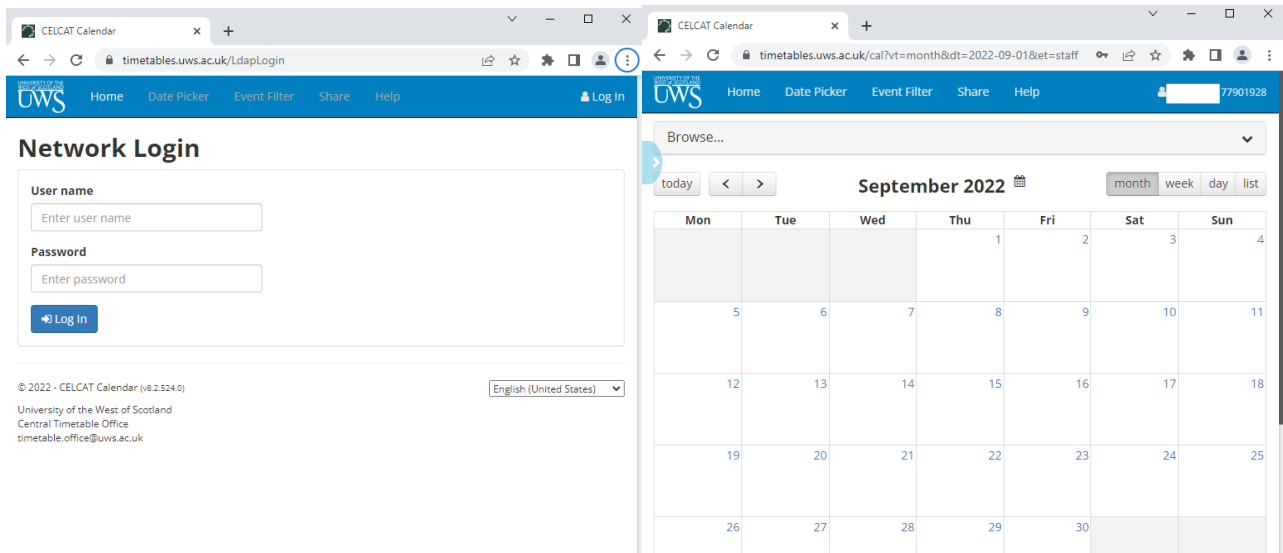 CELCAT Calendar
timetables.uws.ac.uk/LdapLogin
UNIVERSITY OF THE
WEST of SCOTLAND
UWS
Home Date Picker Event Filter Share Help Log In
Network Login
User name
Enter user name
Password
Enter password
Log In
© 2022 - CELCAT Calendar (v8.2.524.0)
English (United States)
University of the West of Scotland
Central Timetable Office
timetable.office@uws.ac.uk
CELCAT Calendar
timetables.uws.ac.uk/cal?vt=month&dt=2022-09-01&et=staff
UNIVERSITY OF THE
WEST of SCOTLAND
UWS
Home Date Picker Event Filter Share Help 77901928
Browse...
today September 2022 month week day list
Mon Tue Wed Thu Fri Sat Sun
1 2 3 4
5 6 7 8 9 10 11
12 13 14 15 16 17 18
19 20 21 22 23 24 25
26 27 28 29 30